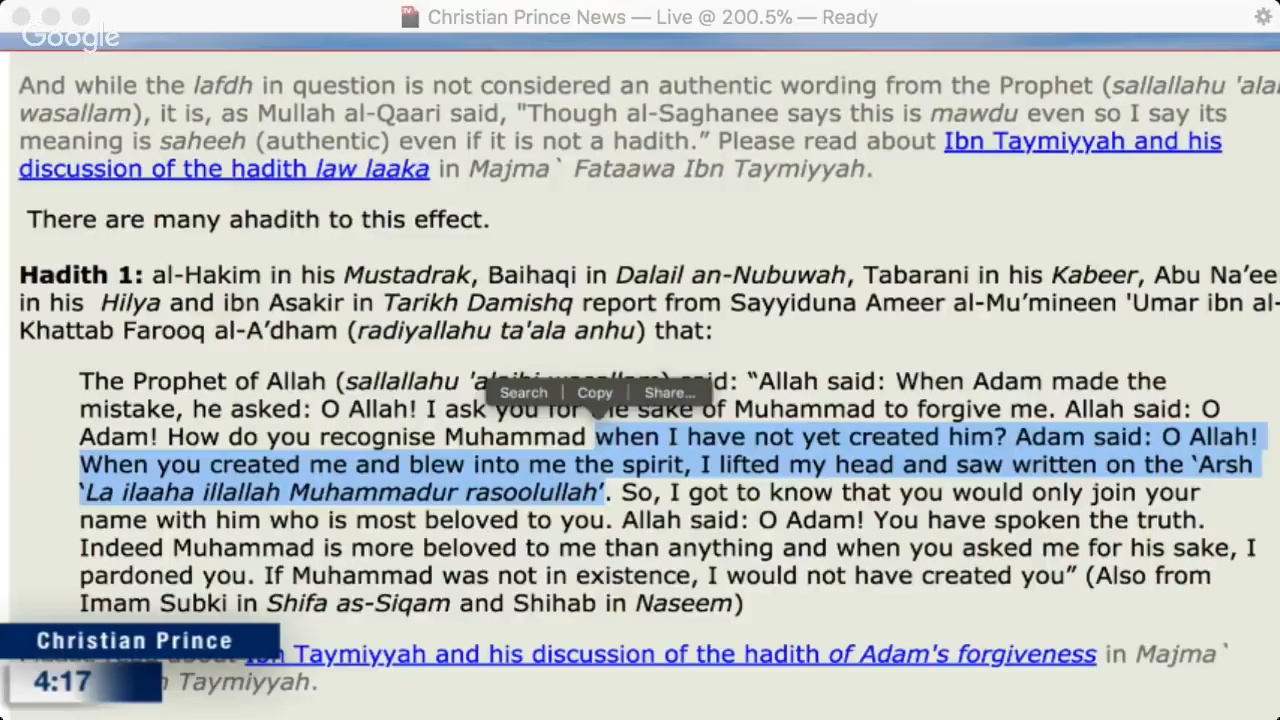 Christian Prince News — Live @ 200.5% — Ready
Google
And while the lafdh in question is not considered an authentic wording from the Prophet (sallallahu 'alai
wasallam), it is, as Mullah al-Qaari said, "Though al-Saghanee says this is mawdu even so I say its
meaning is saheeh (authentic) even if it is not a hadith." Please read about Ibn Taymiyyah and his
discussion of the hadith law laaka in Majma` Fataawa Ibn Taymiyyah.
There are many ahadith to this effect.
Hadith 1: al-Hakim in his Mustadrak, Baihaqi in Dalail an-Nubuwah, Tabarani in his Kabeer, Abu Na’ee
in his Hilya and ibn Asakir in Tarikh Damishq report from Sayyiduna Ameer al-Mu’mineen 'Umar ibn al-
Khattab Farooq al-A’dham (radiyallahu ta'ala anhu) that:
The Prophet of Allah (sallallahu said: “Allah said: When Adam made the
Search Copy Share...
mistake, he asked: O Allah! I ask you for the sake of Muhammad to forgive me. Allah said: O
Adam! How do you recognise Muhammad when I have not yet created him? Adam said: O Allah!
When you created me and blew into me the spirit, I lifted my head and saw written on the ‘Arsh
‘La ilaaha illallah Muhammadur rasoolullah’. So, I got to know that you would only join your
name with him who is most beloved to you. Allah said: O Adam! You have spoken the truth.
Indeed Muhammad is more beloved to me than anything and when you asked me for his sake, I
pardoned you. If Muhammad was not in existence, I would not have created you” (Also from
Imam Subki in Shifa as-Siqam and Shihab in Naseem)
Christian Prince
Ibn Taymiyyah and his discussion of the hadith of Adam's forgiveness in Majma`
4:17
Taymiyyah.